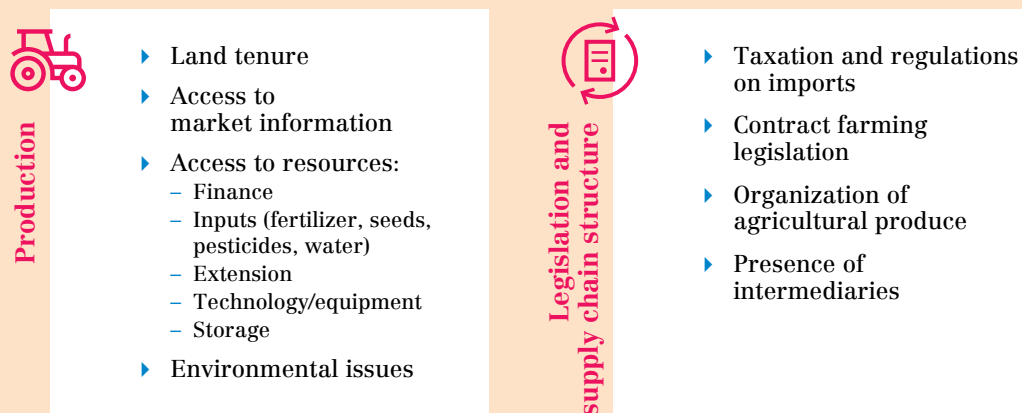 Production
Land tenure
Access to
market information
Access to resources:
– Finance
– Inputs (fertilizer, seeds,
pesticides, water)
– Extension
– Technology/equipment
– Storage
Environmental issues
Legislation and
supply chain structure
Taxation and regulations
on imports
Contract farming
legislation
Organization of
agricultural produce
Presence of
intermediaries